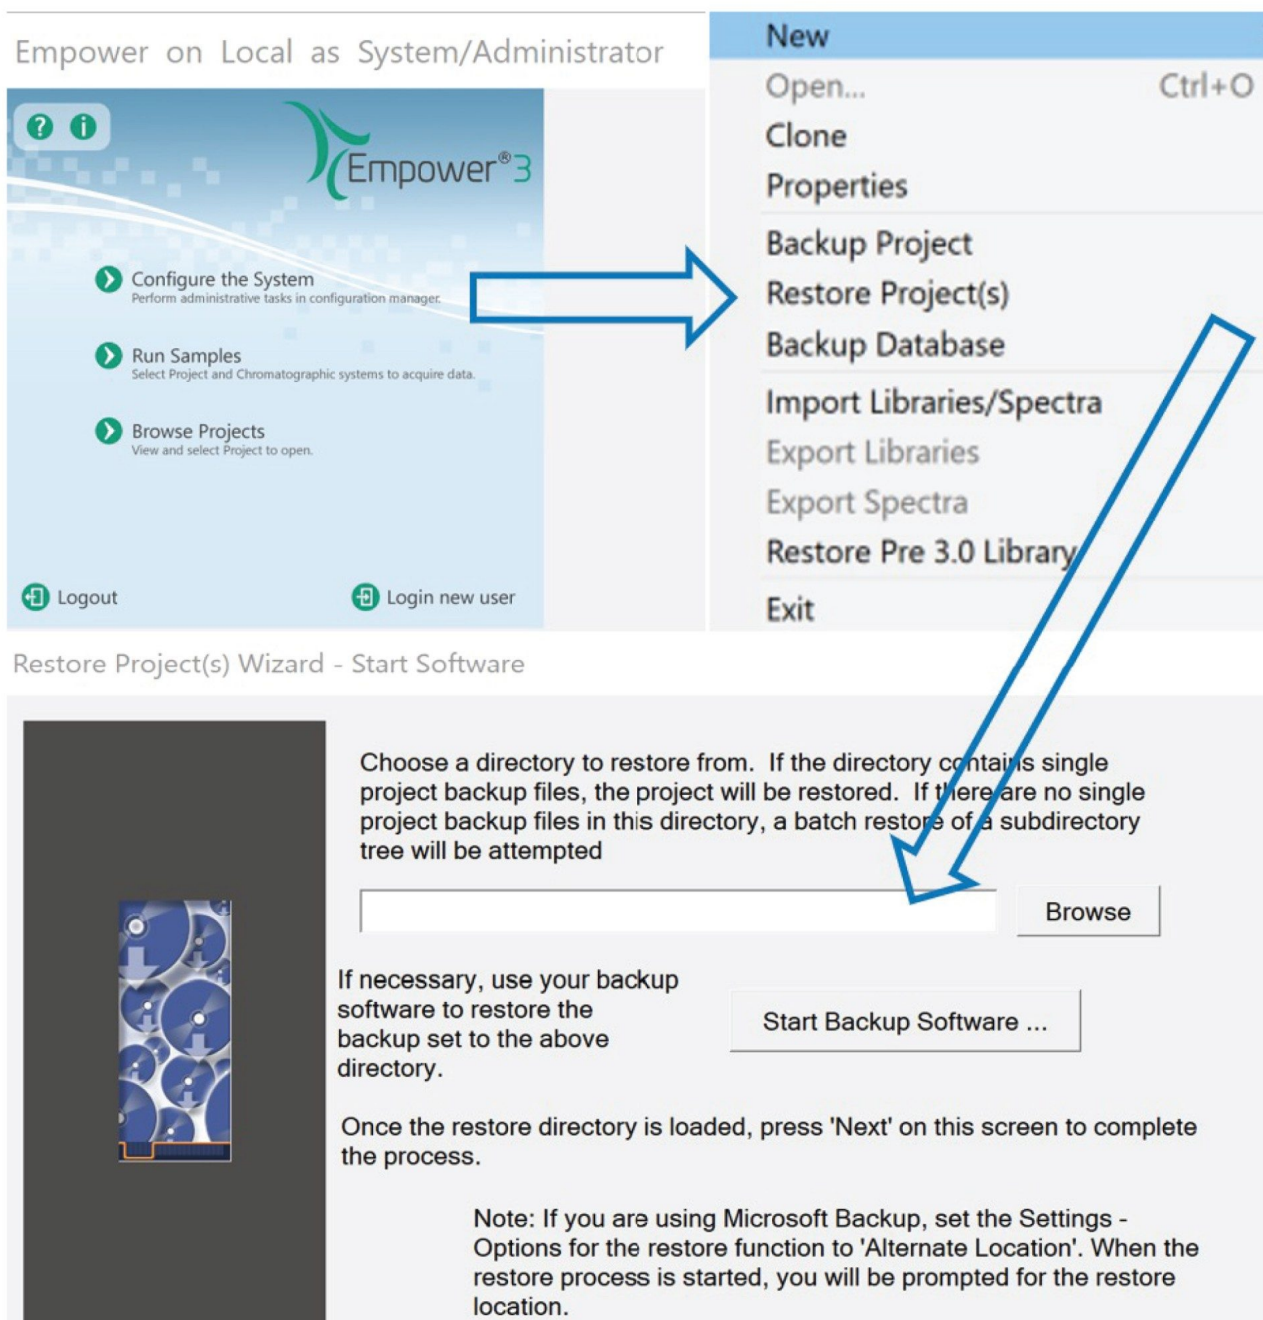 Empower on Local as System/Administrator
? i
Empower®3
Configure the System
Perform administrative tasks in configuration manager.
Run Samples
Select Project and Chromatographic systems to acquire data.
Browse Projects
View and select Project to open.
Logout
Login new user
New
Open... Ctrl+O
Clone
Properties
Backup Project
Restore Project(s)
Backup Database
Import Libraries/Spectra
Export Libraries
Export Spectra
Restore Pre 3.0 Library
Exit
Restore Project(s) Wizard - Start Software
Choose a directory to restore from. If the directory contains single
project backup files, the project will be restored. If there are no single
project backup files in this directory, a batch restore of a subdirectory
tree will be attempted
Browse
If necessary, use your backup
software to restore the
backup set to the above
directory.
Start Backup Software ...
Once the restore directory is loaded, press 'Next' on this screen to complete
the process.
Note: If you are using Microsoft Backup, set the Settings -
Options for the restore function to 'Alternate Location'. When the
restore process is started, you will be prompted for the restore
location.